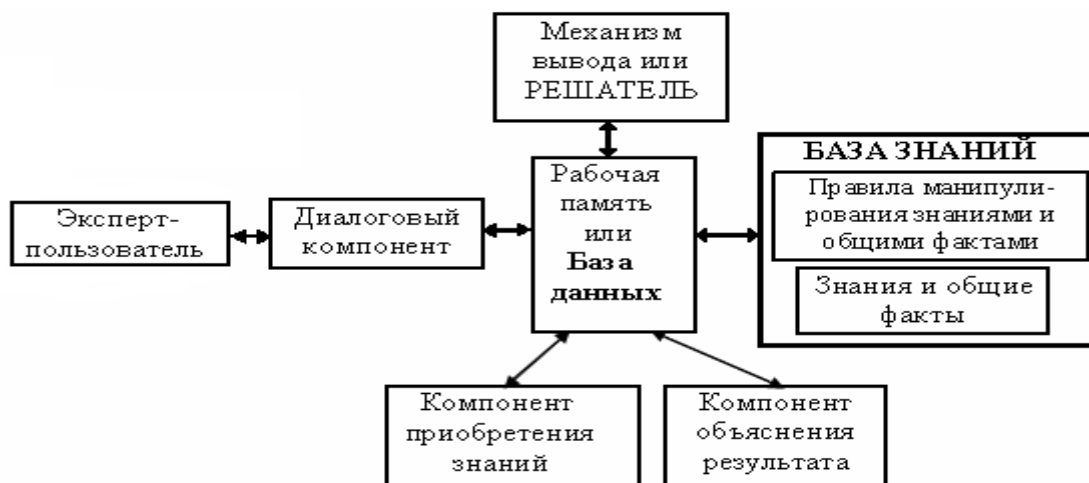 Механизм
вывода или
РЕШАТЕЛЬ
Эксперт-
пользователь
Диалоговый
компонент
Рабочая
память
или
База
данных
БАЗА ЗНАНИЙ
Правила манипули-
рования знаниями и
общими фактами
Знания и общие
факты
Компонент
приобретения
знаний
Компонент
объяснения
результата